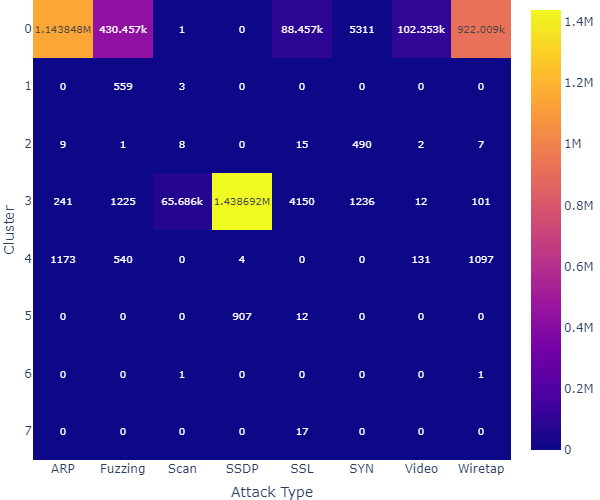 0 1.143848M 430.457k 1 0 88.457k 5311 102.353k 922.009k
1 0 559 3 0 0 0 0 0
2 9 1 8 0 15 490 2 7
3 241 1225 65.686k 1.438692M 4150 1236 12 101
4 1173 540 0 4 0 0 131 1097
5 0 0 0 907 12 0 0 0
6 0 0 1 0 0 0 0 1
7 0 0 0 0 17 0 0 0
ARP Fuzzing Scan SSDP SSL SYN Video Wiretap
Attack Type
Cluster
1.4M
1.2M
1M
0.8M
0.6M
0.4M
0.2M
0